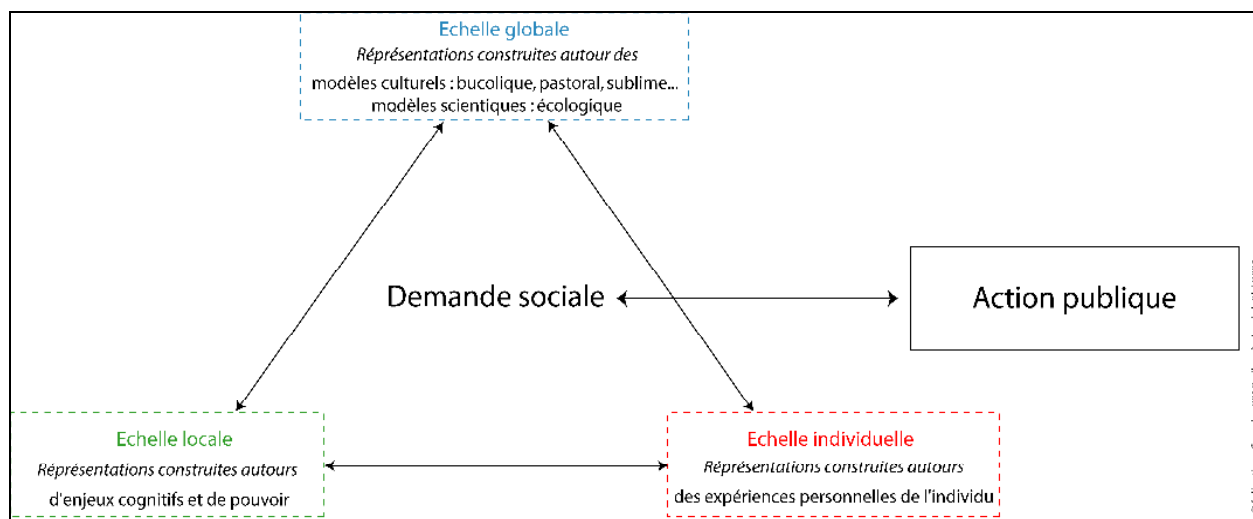 Echelle globale
Réprésentations construites autour des
modèles culturels : bucolique, pastoral, sublime...
modèles scientiques : écologique
Demande sociale
Action publique
Echelle locale
Réprésentations construites autours
d'enjeux cognitifs et de pouvoir
Echelle individuelle
Réprésentations construites autours
des expériences personnelles de l'individu